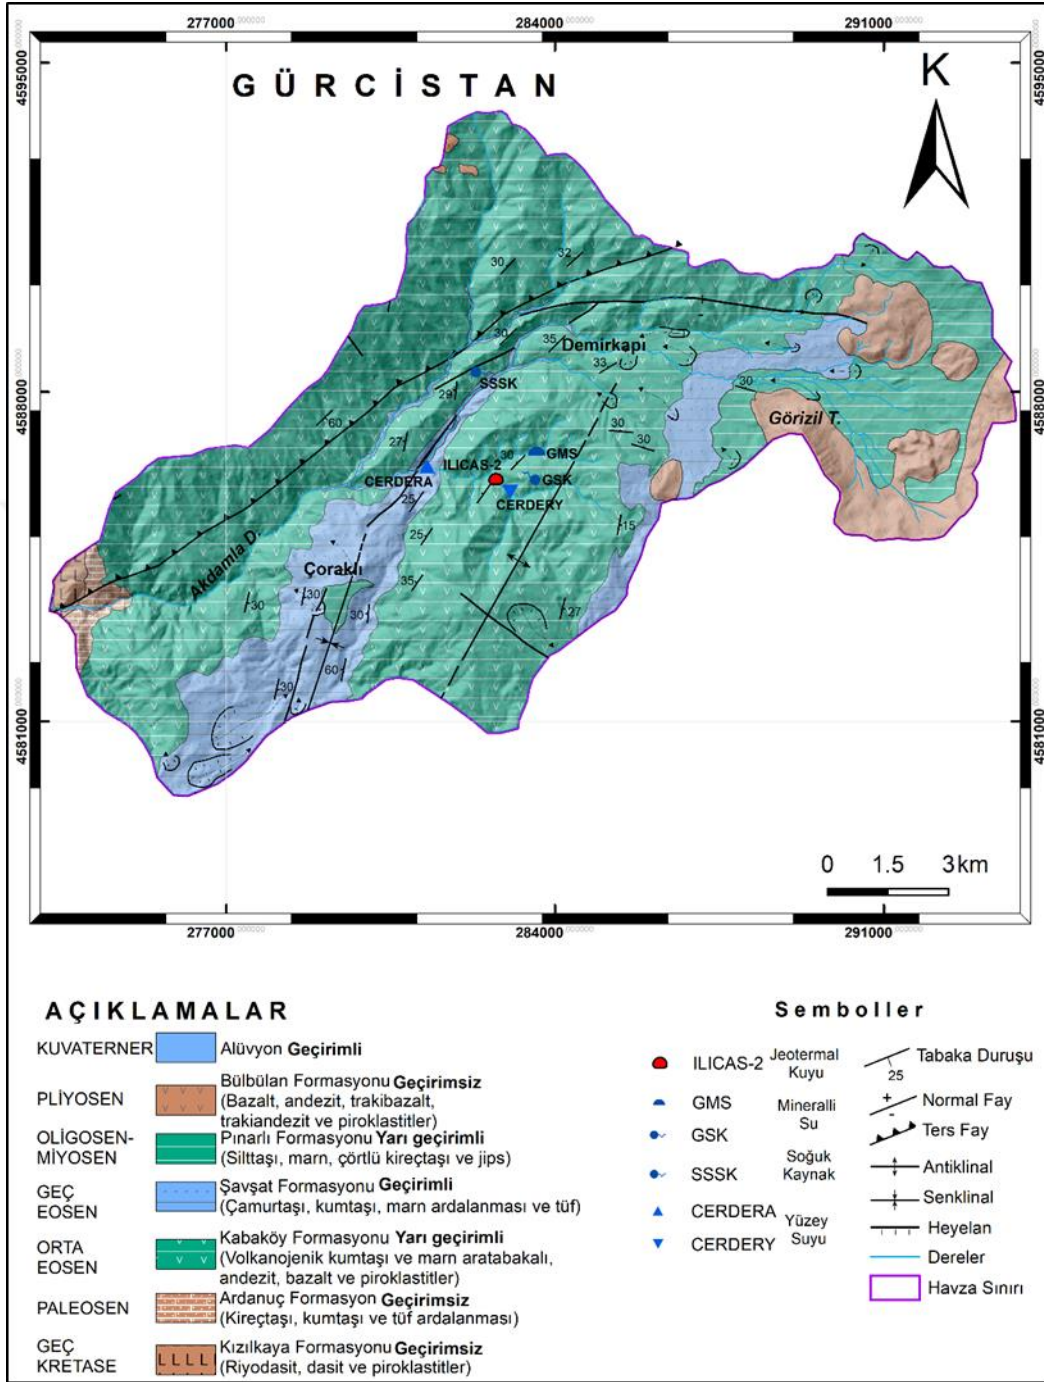 277000 284000 291000
4595000 4595000
GÜRCİSTAN
K
32
30
30
35
Demirkapı
33
SSSK
29
30
4588000 4588000
60
Görizil T.
27
30
30
30
GMS
ILICAS-2
GSK
CERDERA
CERDERY
25
25
15
Akdamla D.
Çoraklı
35
30
30
30
27
60
30
4581000 4581000
0 1.5 3km
277000 284000 291000
AÇIKLAMALAR
KUVATERNER Alüvyon Geçirimli
PLİYOSEN Bülbülan Formasyonu Geçirimsiz
(Bazalt, andezit, trakibazalt,
trakiandezit ve piroklastitler)
OLİGOSEN-
MİYOSEN
Pınarlı Formasyonu Yarı geçirimli
(Silttaşı, marn, çörtlü kireçtaşı ve jips)
GEÇ
EOSEN
Şavşat Formasyonu Geçirimli
(Çamurtaşı, kumtaşı, marn ardalanması ve tüf)
ORTA
EOSEN
Kabaköy Formasyonu Yarı geçirimli
(Volkanojenik kumtaşı ve marn aratabakalı,
andezit, bazalt ve piroklastitler)
PALEOSEN Ardanuç Formasyon Geçirimsiz
(Kireçtaşı, kumtaşı ve tüf ardalanması)
GEÇ
KRETASE
Kızılkaya Formasyonu Geçirimsiz
(Riyodasit, dasit ve piroklastitler)
Semboller
ILICAS-2 Jeotermal
Kuyu
GMS Mineralli
Su
GSK
SSSK
Soğuk
Kaynak
CERDERA
CERDERY
Yüzey
Suyu
25 Tabaka Duruşu
+
-
Normal Fay
Ters Fay
Antiklinal
Senklinal
Heyelan
Dereler
Havza Sınırı